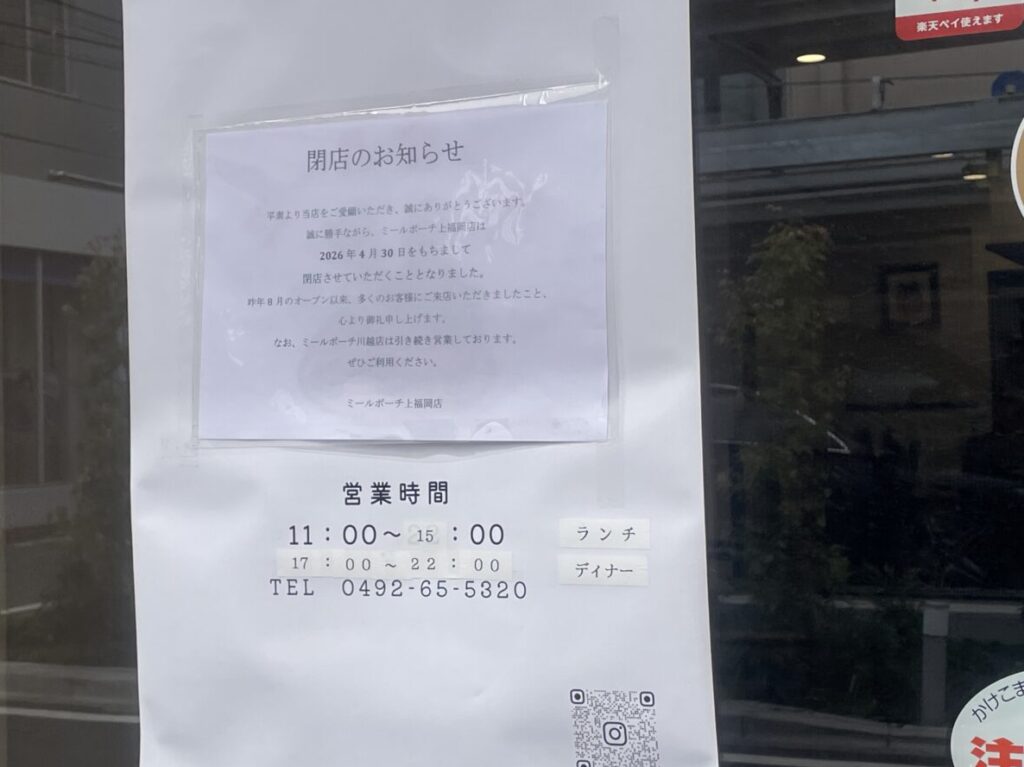 楽天ペイ使えます
閉店のお知らせ
平素より当店をご愛顧いただき、誠にありがとうございます。
誠に勝手ながら、ミールポーチ上福岡店は
2026年4月30日をもちまして
閉店させていただくこととなりました。
昨年8月のオープン以来、多くのお客様にご来店いただきましたこと、
心より御礼申し上げます。
なお、ミールポーチ川越店は引き続き営業しております。
ぜひご利用ください。
ミールポーチ上福岡店
営業時間
11:00～15:00 ランチ
17:00～22:00 ディナー
TEL 0492-65-5320
かけこま
注